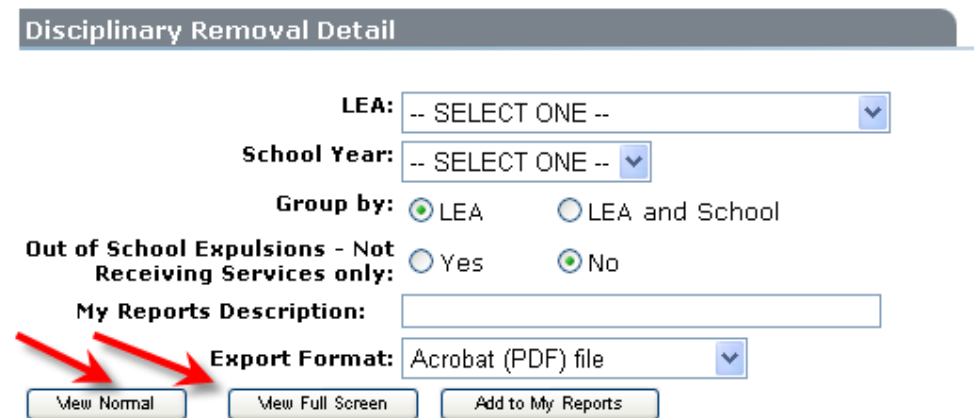 Disciplinary Removal Detail
LEA: -- SELECT ONE --
School Year: -- SELECT ONE --
Group by: LEA LEA and School
Out of School Expulsions - Not
Receiving Services only: Yes No
My Reports Description:
Export Format: Acrobat (PDF) file
View Normal View Full Screen Add to My Reports